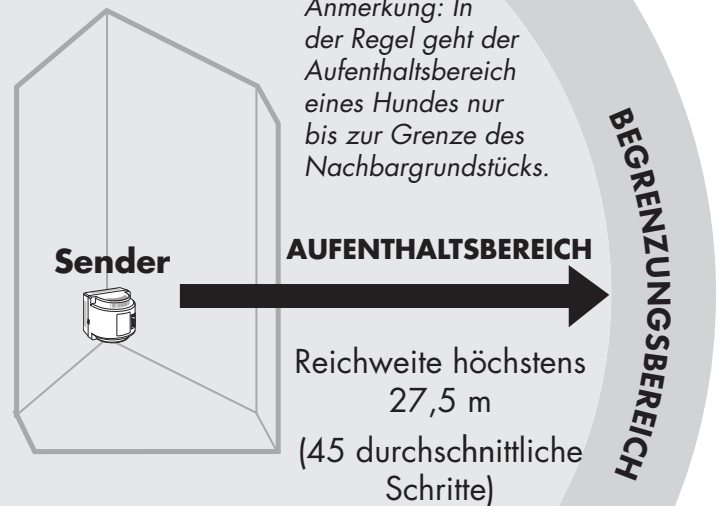 Anmerkung: In
der Regel geht der
Aufenthaltsbereich
eines Hundes nur
bis zur Grenze des
Nachbargrundstücks.
Sender
AUFENTHALTSBEREICH
BEGRENZUNGSBEREICH
Reichweite höchstens
27,5 m
(45 durchschnittliche
Schritte)